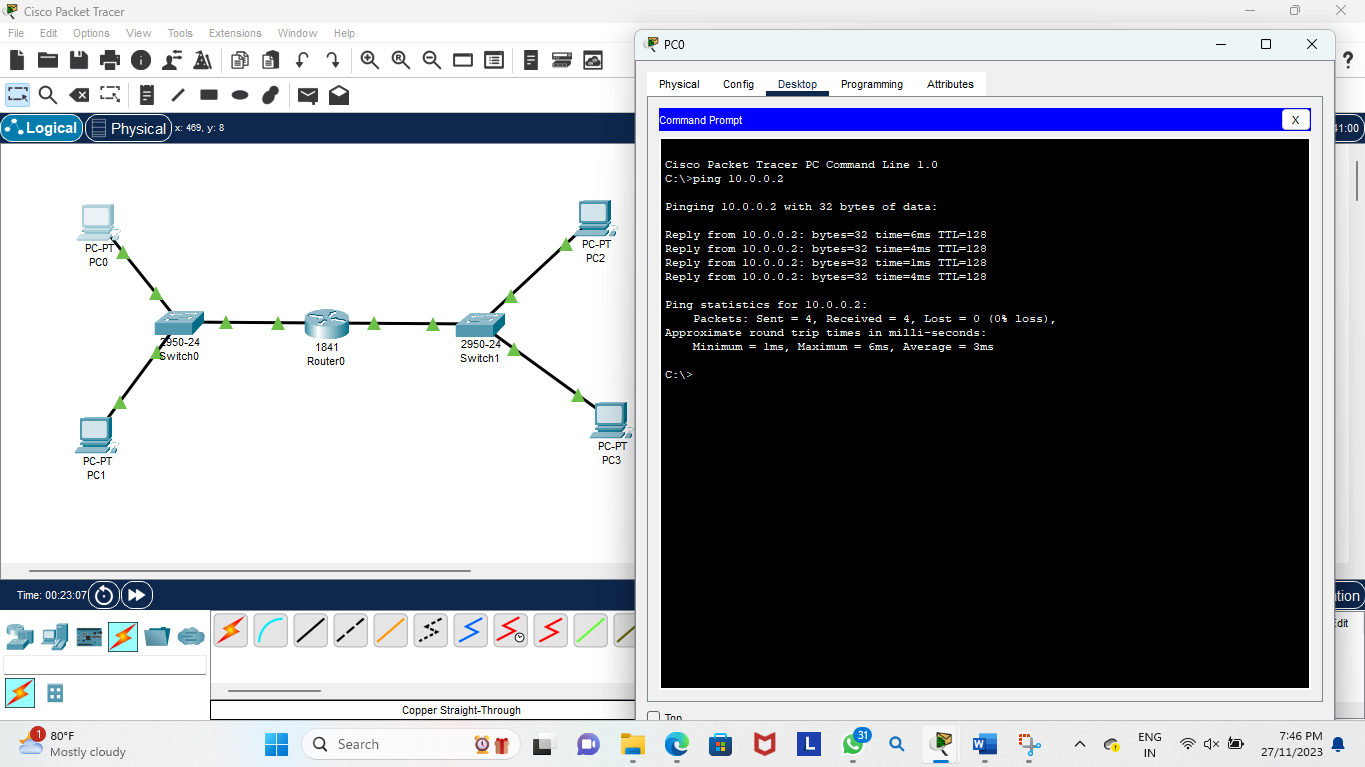 Cisco Packet Tracer
File Edit Options View Tools Extensions Window Help
Logical Physical x: 469, y: 8
PC-PT
PC0
PC-PT
PC1
2950-24
Switch0
1841
Router0
2950-24
Switch1
PC-PT
PC2
PC-PT
PC3
Time: 00:23:07
Copper Straight-Through
PC0
Physical Config Desktop Programming Attributes
Command Prompt X
Cisco Packet Tracer PC Command Line 1.0
C:\>ping 10.0.0.2
Pinging 10.0.0.2 with 32 bytes of data:
Reply from 10.0.0.2: bytes=32 time=6ms TTL=128
Reply from 10.0.0.2: bytes=32 time=4ms TTL=128
Reply from 10.0.0.2: bytes=32 time=1ms TTL=128
Reply from 10.0.0.2: bytes=32 time=4ms TTL=128
Ping statistics for 10.0.0.2:
Packets: Sent = 4, Received = 4, Lost = 0 (0% loss),
Approximate round trip times in milli-seconds:
Minimum = 1ms, Maximum = 6ms, Average = 3ms
C:\>
Top
?
41:00
tion
Edit
1
80°F
Mostly cloudy
Search
L
31
W
ENG
IN
7:46 PM
27/11/2023